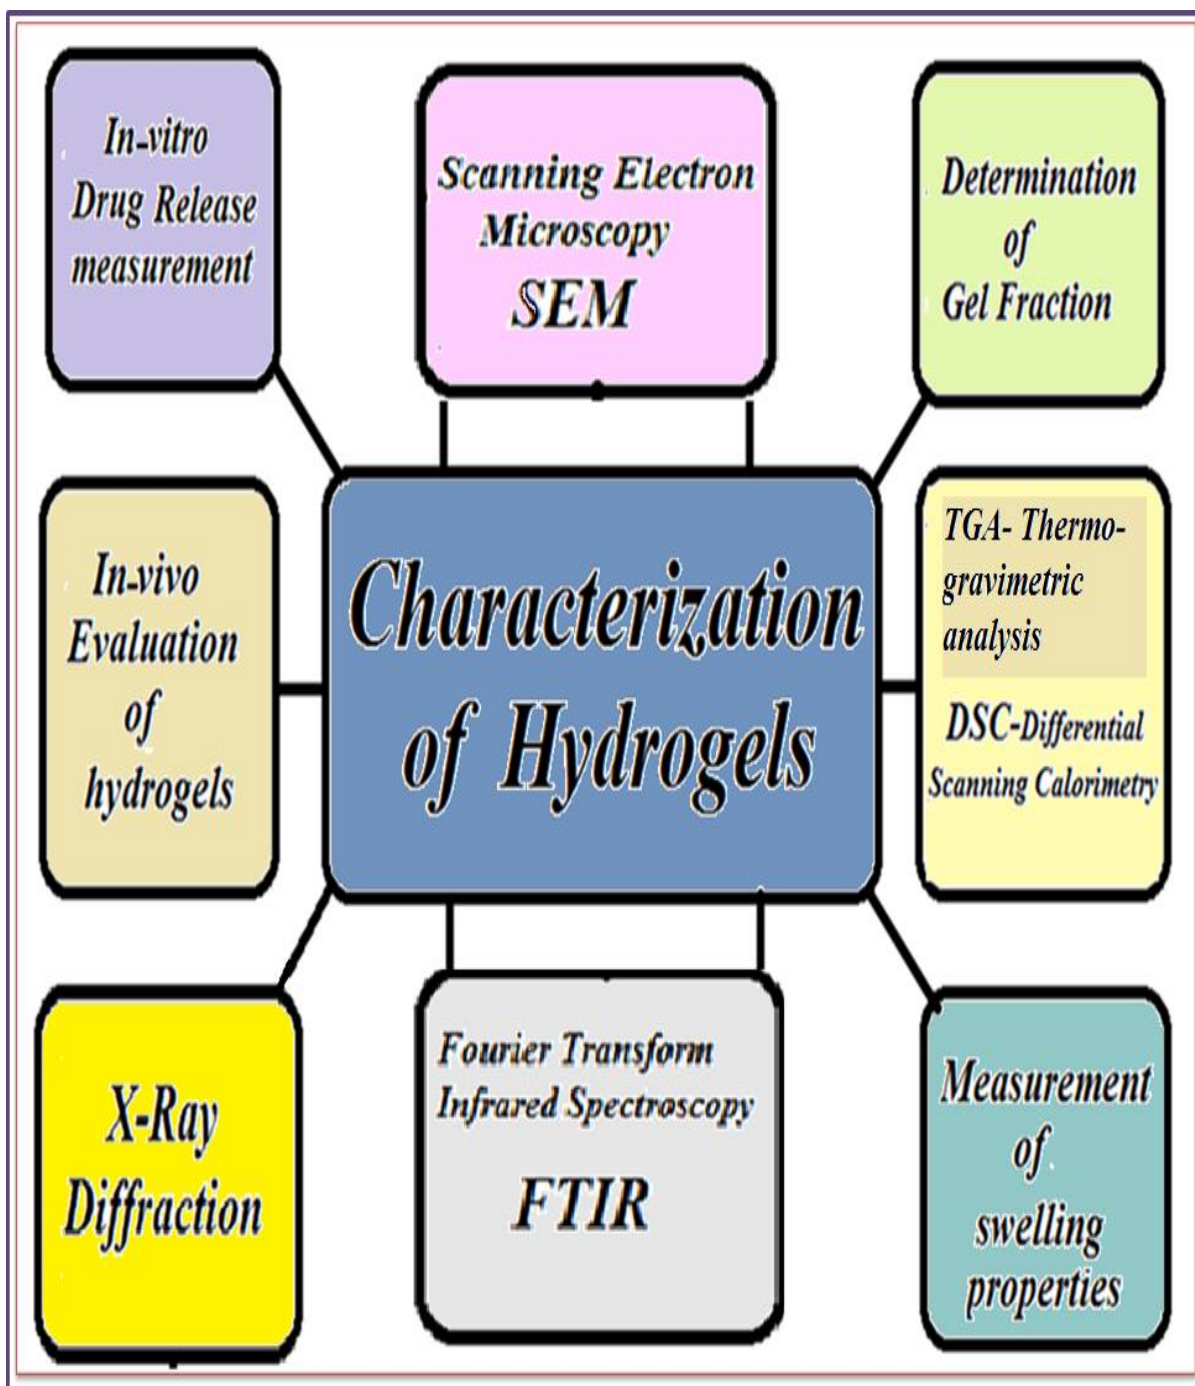 In-vitro
Drug Release
measurement
Scanning Electron
Microscopy
SEM
Determination
of
Gel Fraction
In-vivo
Evaluation
of
hydrogels
Characterization
of Hydrogels
TGA- Thermo-
gravimetric
analysis
DSC-Differential
Scanning Calorimetry
X-Ray
Diffraction
Fourier Transform
Infrared Spectroscopy
FTIR
Measurement
of
swelling
properties